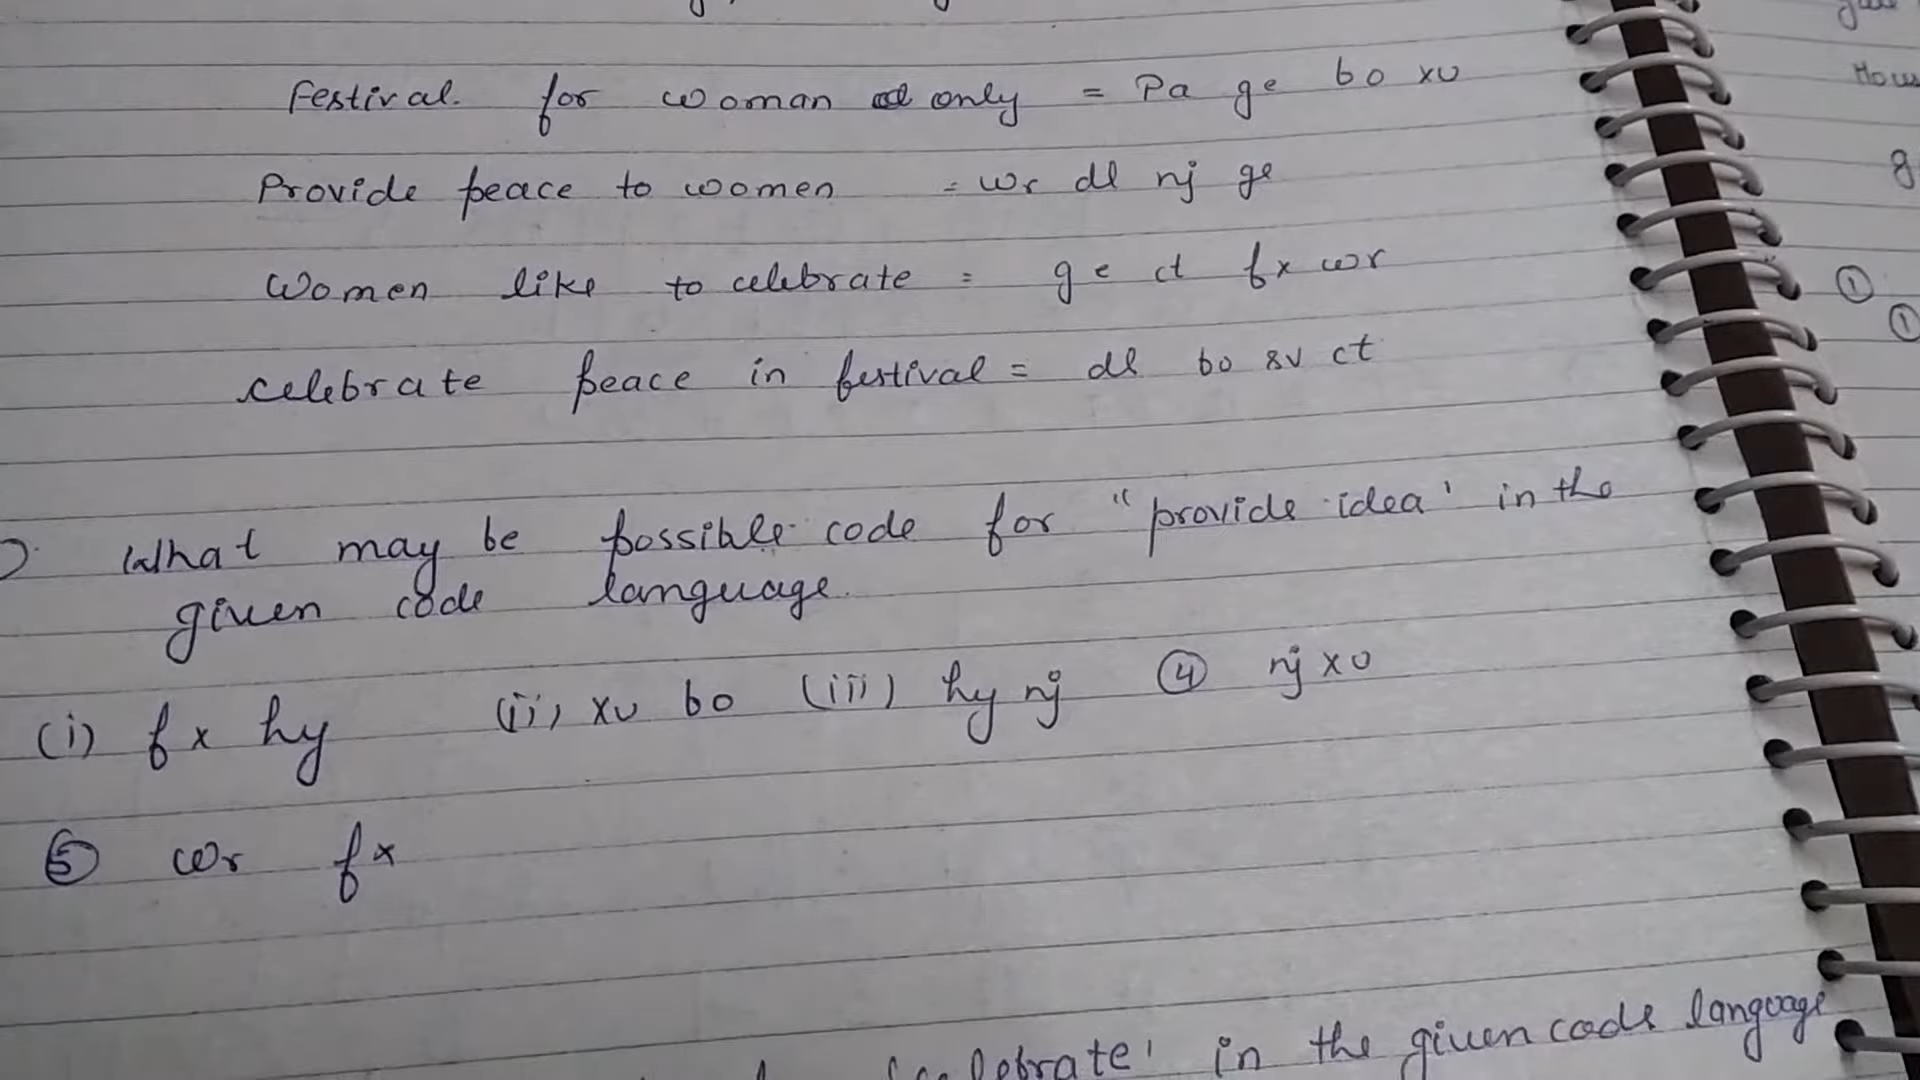 Festival for woman only = Pa ge bo xu
Provide peace to women = wr dl nj ge
Women like to celebrate = ge ct fx wr
celebrate peace in festival = dl bo sv ct
What may be possible code for "provide idea' in the
given code language.
(i) fx hy (ii) xu bo (iii) hy nj ④ nj xu
⑤ wr fx
celebrate' in the given code language
①
①